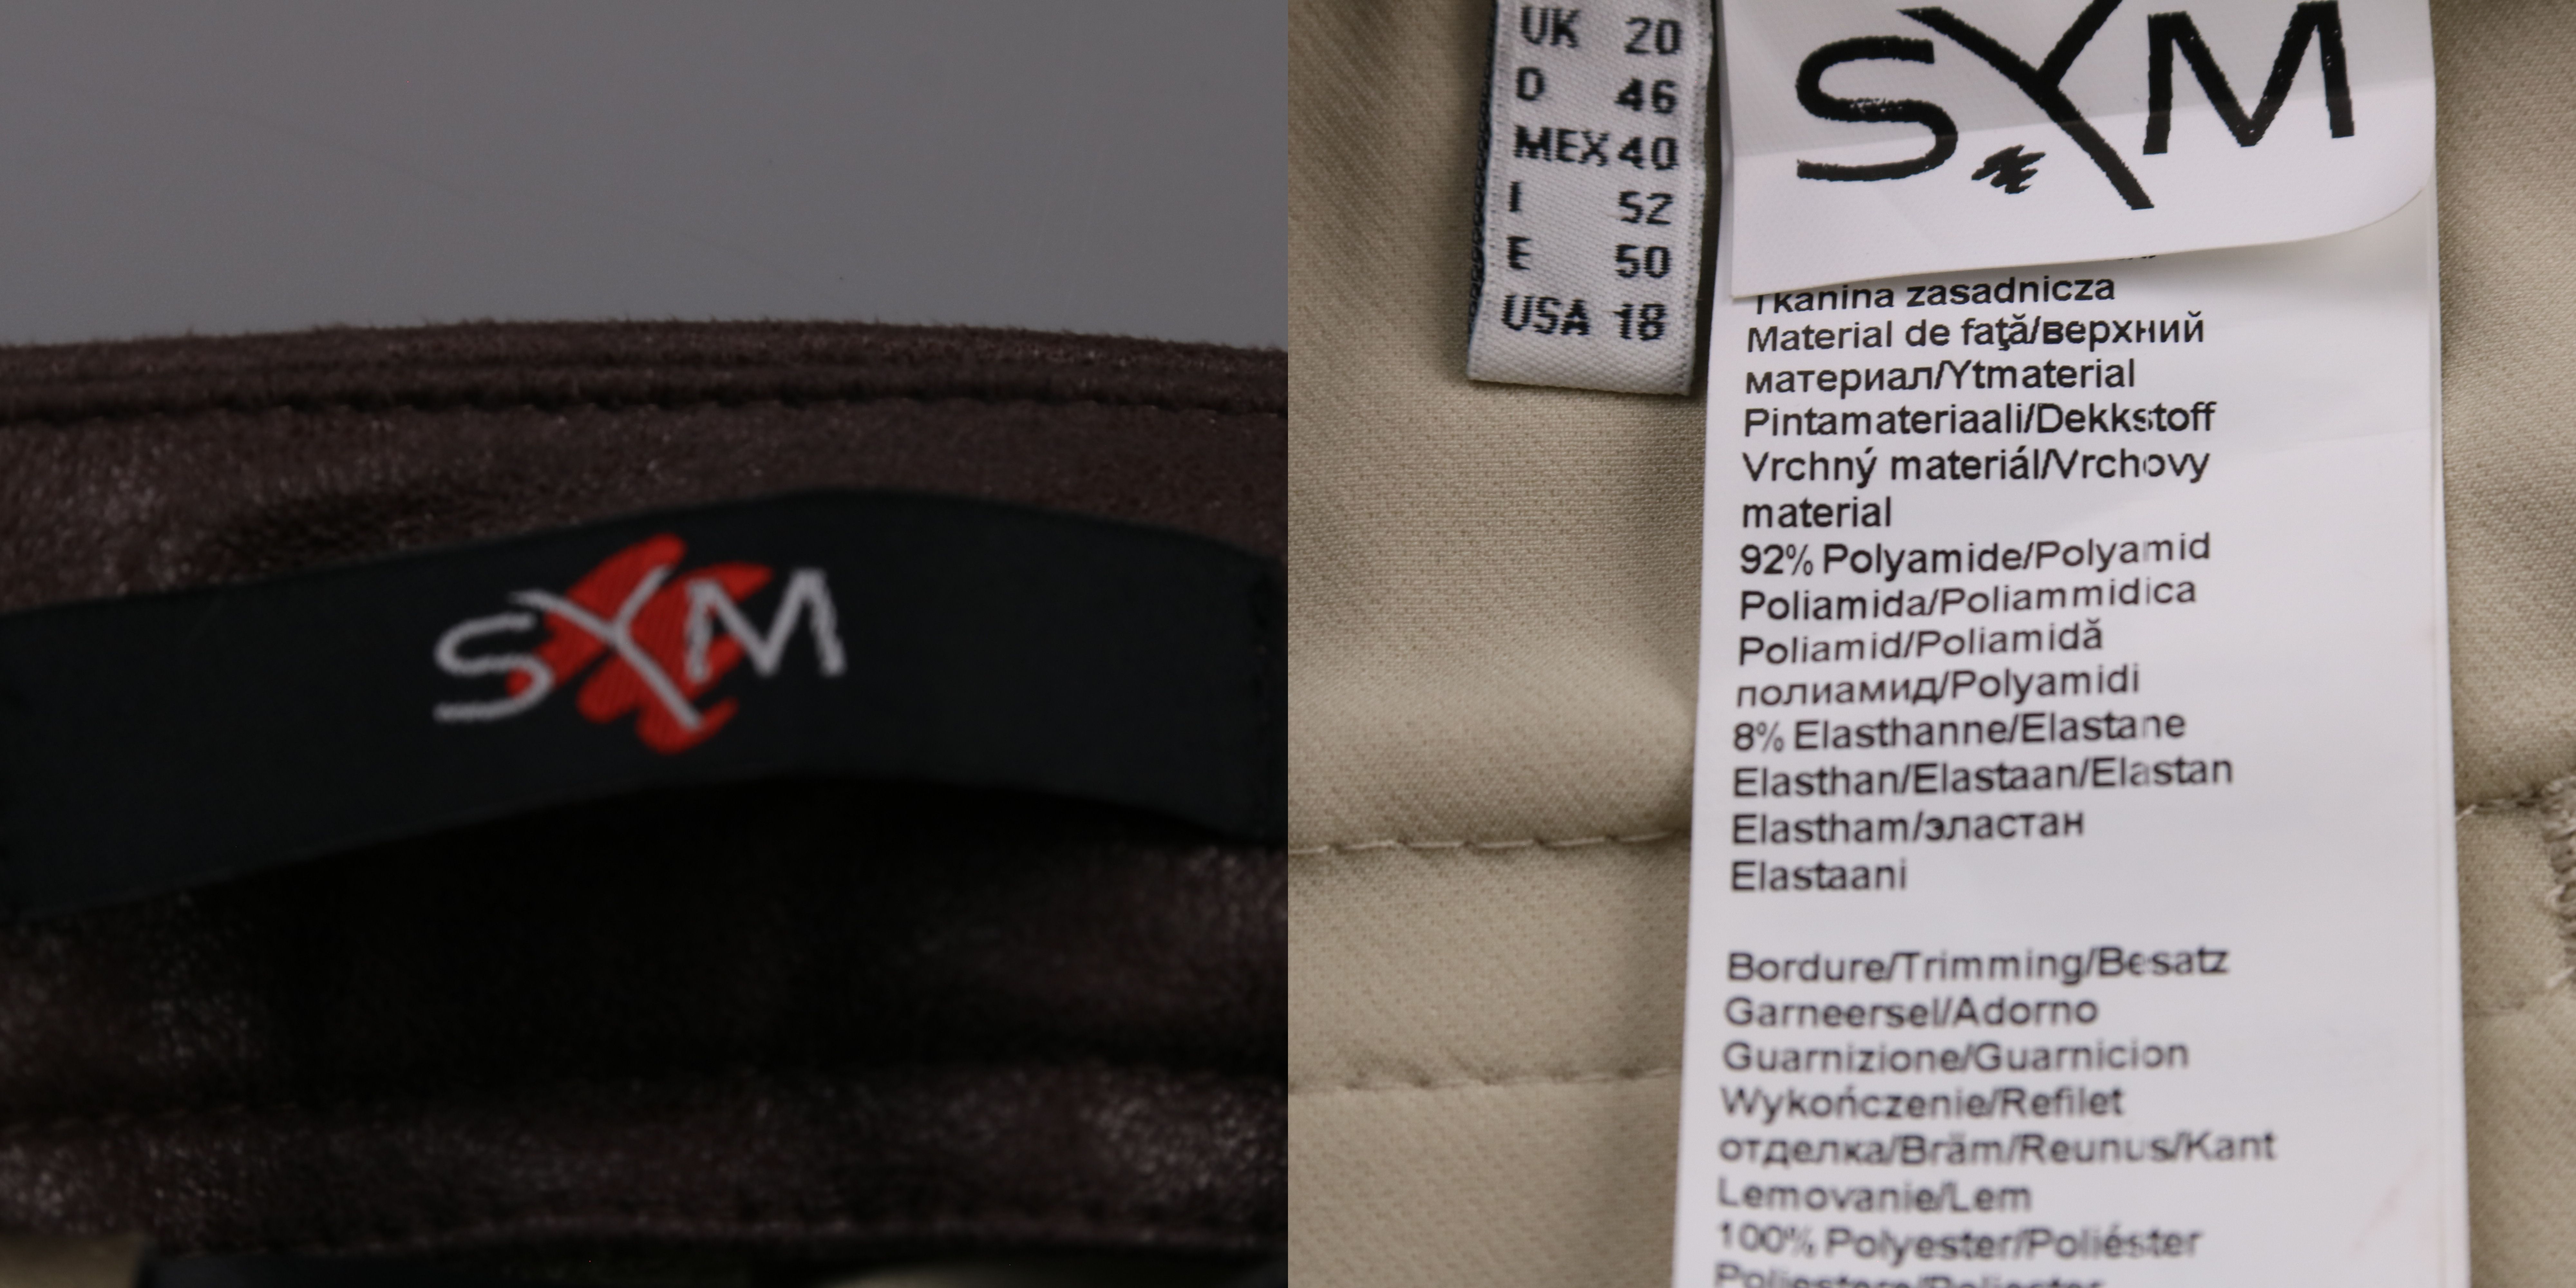 SYM
UK 20
D 46
MEX 40
I 52
E 50
USA 18
SYM
Tkanina zasadnicza
Material de faţă/верхний
материал/Ytmaterial
Pintamateriaali/Dekkstoff
Vrchný materiál/Vrchovy
material
92% Polyamide/Polyamid
Poliamida/Poliammidica
Poliamid/Poliamidă
полиамид/Polyamidi
8% Elasthanne/Elastane
Elasthan/Elastaan/Elastan
Elastham/эластан
Elastaani
Bordure/Trimming/Besatz
Garneersel/Adorno
Guarnizione/Guarnicion
Wykończenie/Refilet
отделка/Bräm/Reunus/Kant
Lemovanie/Lem
100% Polyester/Poliéster